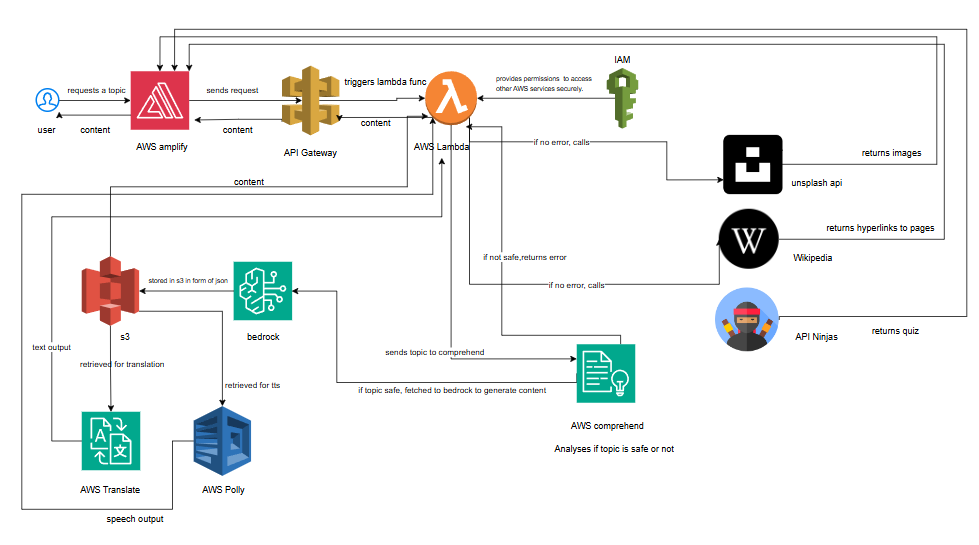 IAM
requests a topic
sends request
triggers lambda func
provides permissions to access
other AWS services securely.
user
content
content
content
AWS amplify
API Gateway
AWS Lambda
if no error, calls
returns images
unsplash api
content
returns hyperlinks to pages
W
Wikipedia
if not safe,returns error
if no error, calls
stored in s3 in form of json
s3
bedrock
API Ninjas
returns quiz
text output
retrieved for translation
sends topic to comprehend
retrieved for tts
if topic safe, fetched to bedrock to generate content
A
文
AWS comprehend
Analyses if topic is safe or not
AWS Translate
AWS Polly
speech output